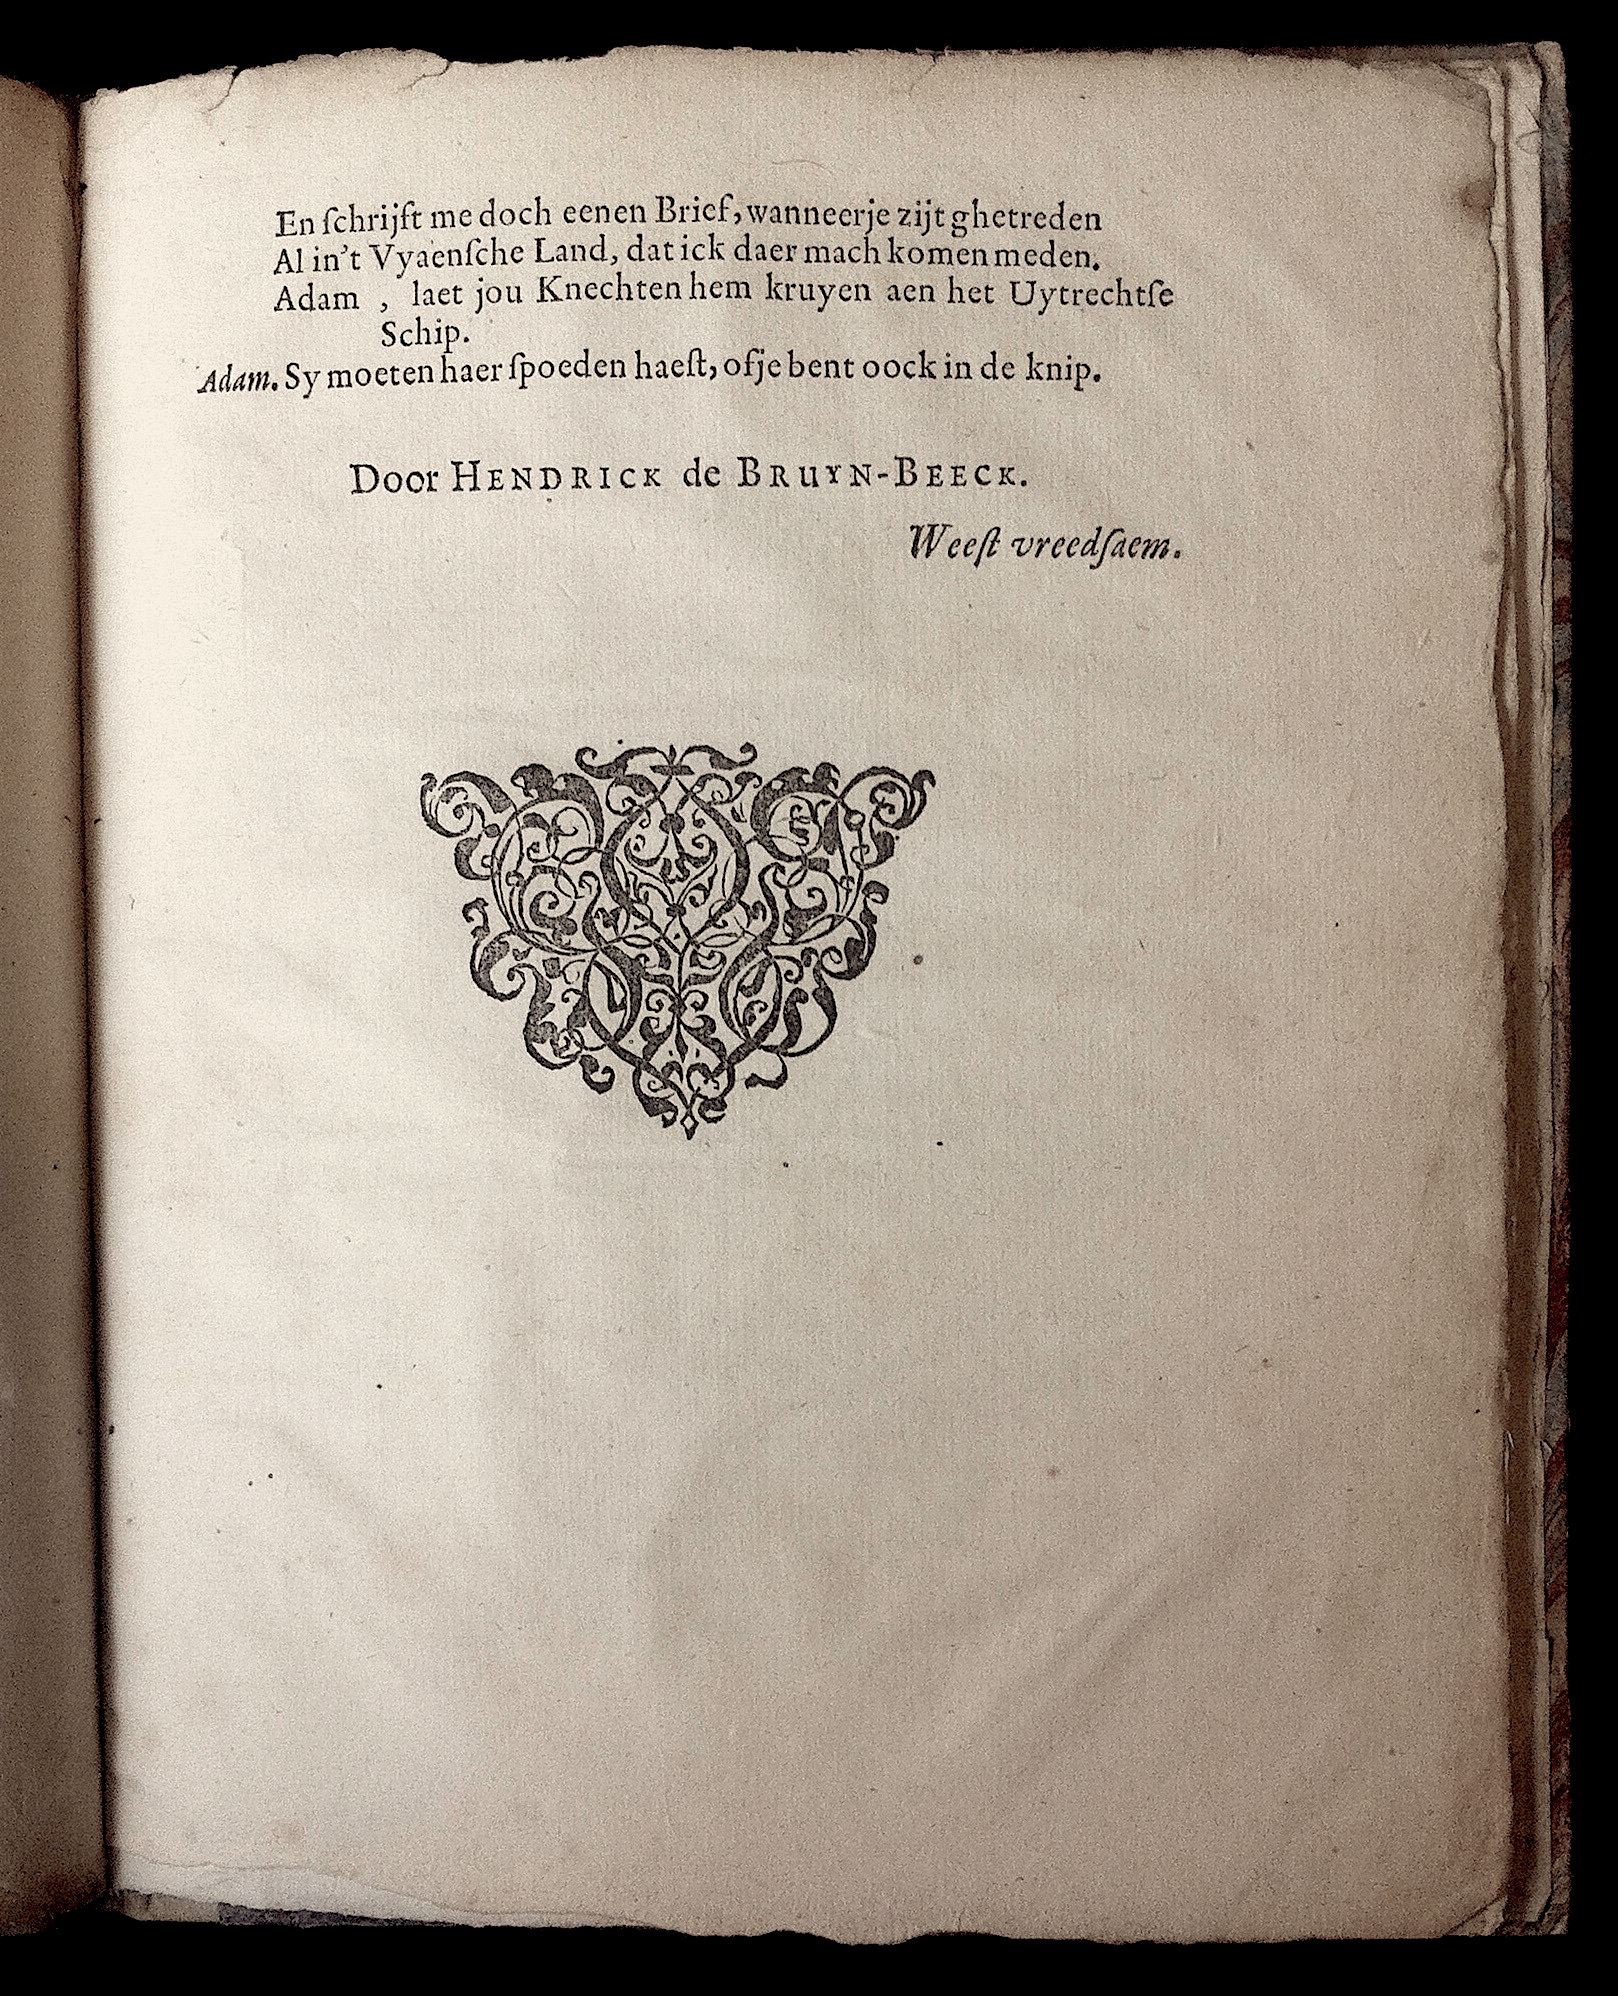 En ſchrijft me doch eenen Brief, wanneerje zijt ghetreden
Al in't Vyaenſche Land, dat ick daer mach komen meden.
Adam , laet jou Knechten hem kruyen aen het Uytrechtſe
Schip.
Adam. Sy moeten haer ſpoeden haeſt, ofje bent oock in de knip.
Door HENDRICK de BRUYN-BEECK.
Weeſt vreedſaem.